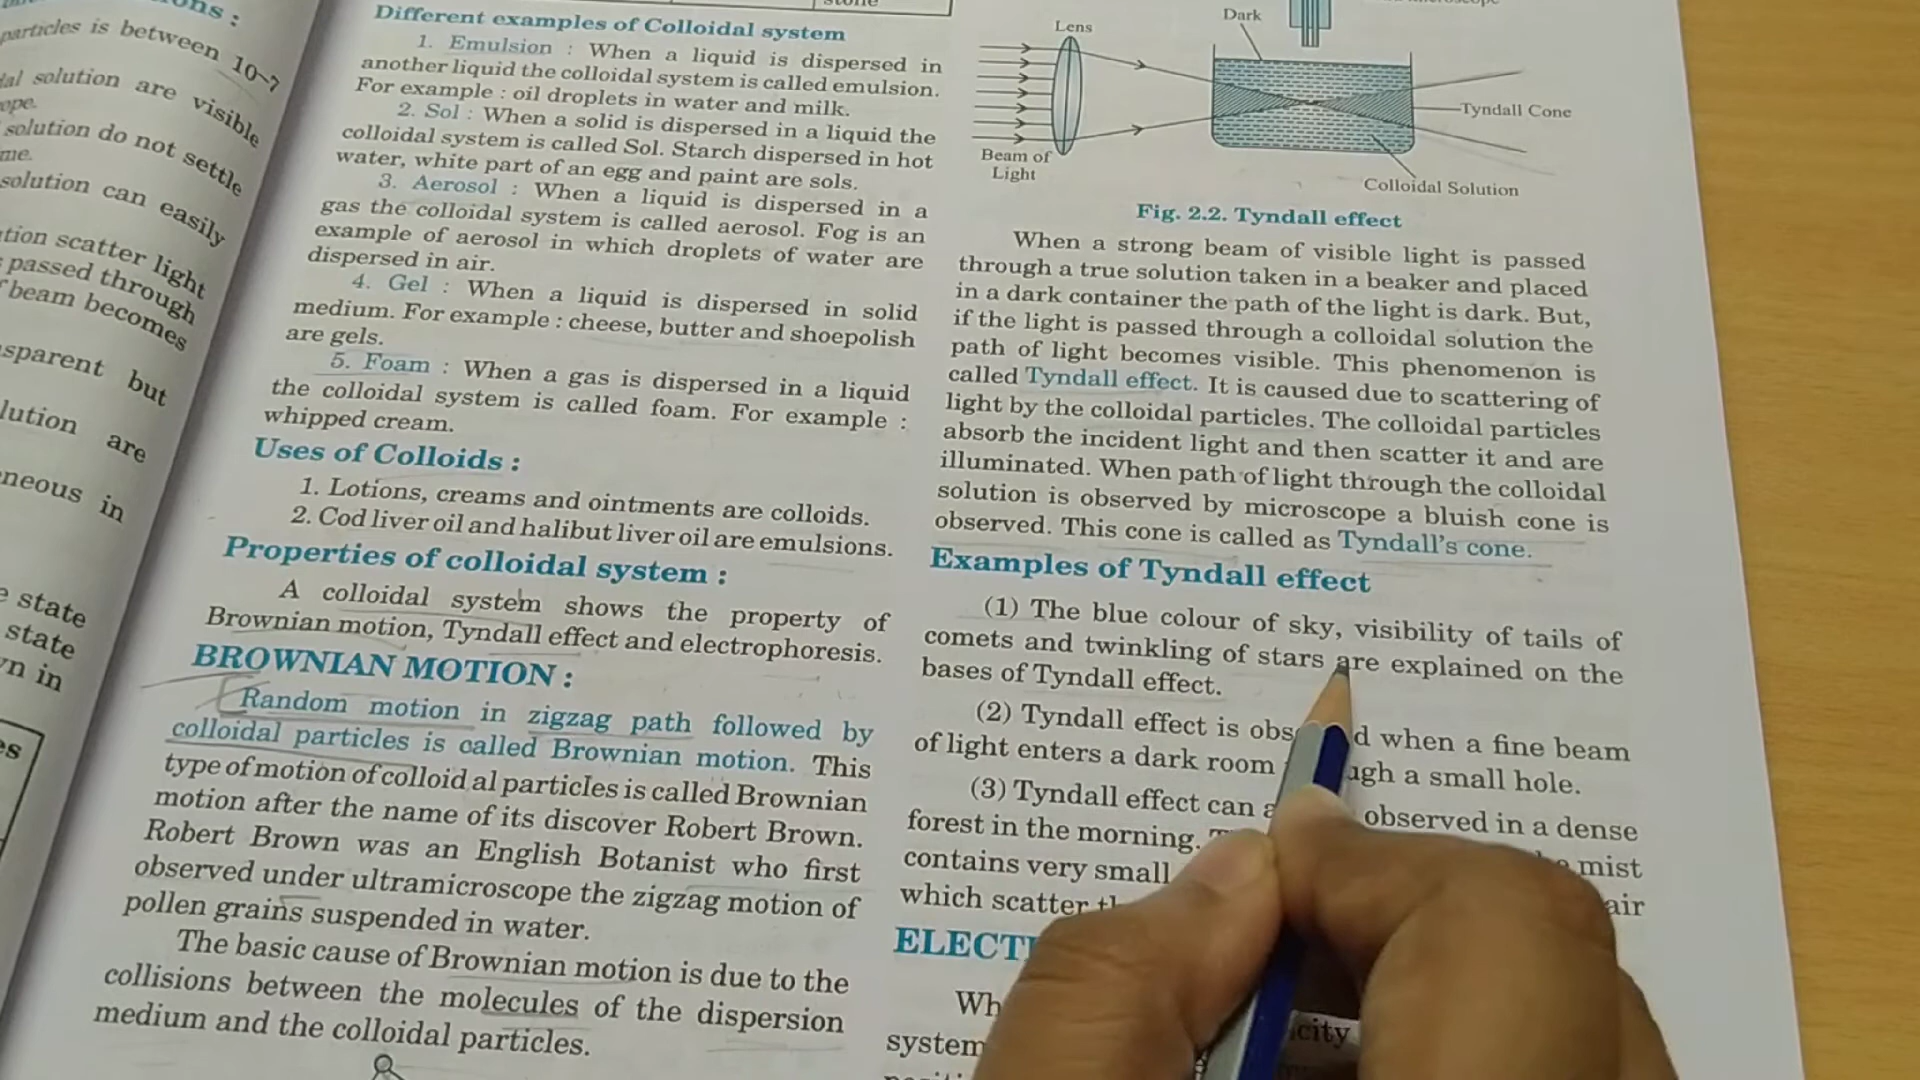 ons :
particles is between 10-7
al solution are visible
ope.
solution do not settle
me.
solution can easily
tion scatter light
passed through
beam becomes
sparent but
lution are
neous in
e state
state
n in
es
stone
Different examples of Colloidal system
1. Emulsion : When a liquid is dispersed in
another liquid the colloidal system is called emulsion.
For example : oil droplets in water and milk.
2. Sol : When a solid is dispersed in a liquid the
colloidal system is called Sol. Starch dispersed in hot
water, white part of an egg and paint are sols.
3. Aerosol : When a liquid is dispersed in a
gas the colloidal system is called aerosol. Fog is an
example of aerosol in which droplets of water are
dispersed in air.
4. Gel : When a liquid is dispersed in solid
medium. For example : cheese, butter and shoepolish
are gels.
5. Foam : When a gas is dispersed in a liquid
the colloidal system is called foam. For example :
whipped cream.
Uses of Colloids :
1. Lotions, creams and ointments are colloids.
2. Cod liver oil and halibut liver oil are emulsions.
Properties of colloidal system :
A colloidal system shows the property of
Brownian motion, Tyndall effect and electrophoresis.
BROWNIAN MOTION :
Random motion in zigzag path followed by
colloidal particles is called Brownian motion. This
type of motion of colloid al particles is called Brownian
motion after the name of its discover Robert Brown.
Robert Brown was an English Botanist who first
observed under ultramicroscope the zigzag motion of
pollen grains suspended in water.
The basic cause of Brownian motion is due to the
collisions between the molecules of the dispersion
medium and the colloidal particles.
Dark
Lens
Tyndall Cone
Beam of
Light
Colloidal Solution
Fig. 2.2. Tyndall effect
When a strong beam of visible light is passed
through a true solution taken in a beaker and placed
in a dark container the path of the light is dark. But,
if the light is passed through a colloidal solution the
path of light becomes visible. This phenomenon is
called Tyndall effect. It is caused due to scattering of
light by the colloidal particles. The colloidal particles
absorb the incident light and then scatter it and are
illuminated. When path of light through the colloidal
solution is observed by microscope a bluish cone is
observed. This cone is called as Tyndall's cone.
Examples of Tyndall effect
(1) The blue colour of sky, visibility of tails of
comets and twinkling of stars are explained on the
bases of Tyndall effect.
(2) Tyndall effect is obs d when a fine beam
of light enters a dark room ugh a small hole.
(3) Tyndall effect can a observed in a dense
forest in the morning. mist
contains very small air
which scatter
ELECT
Wh city
system